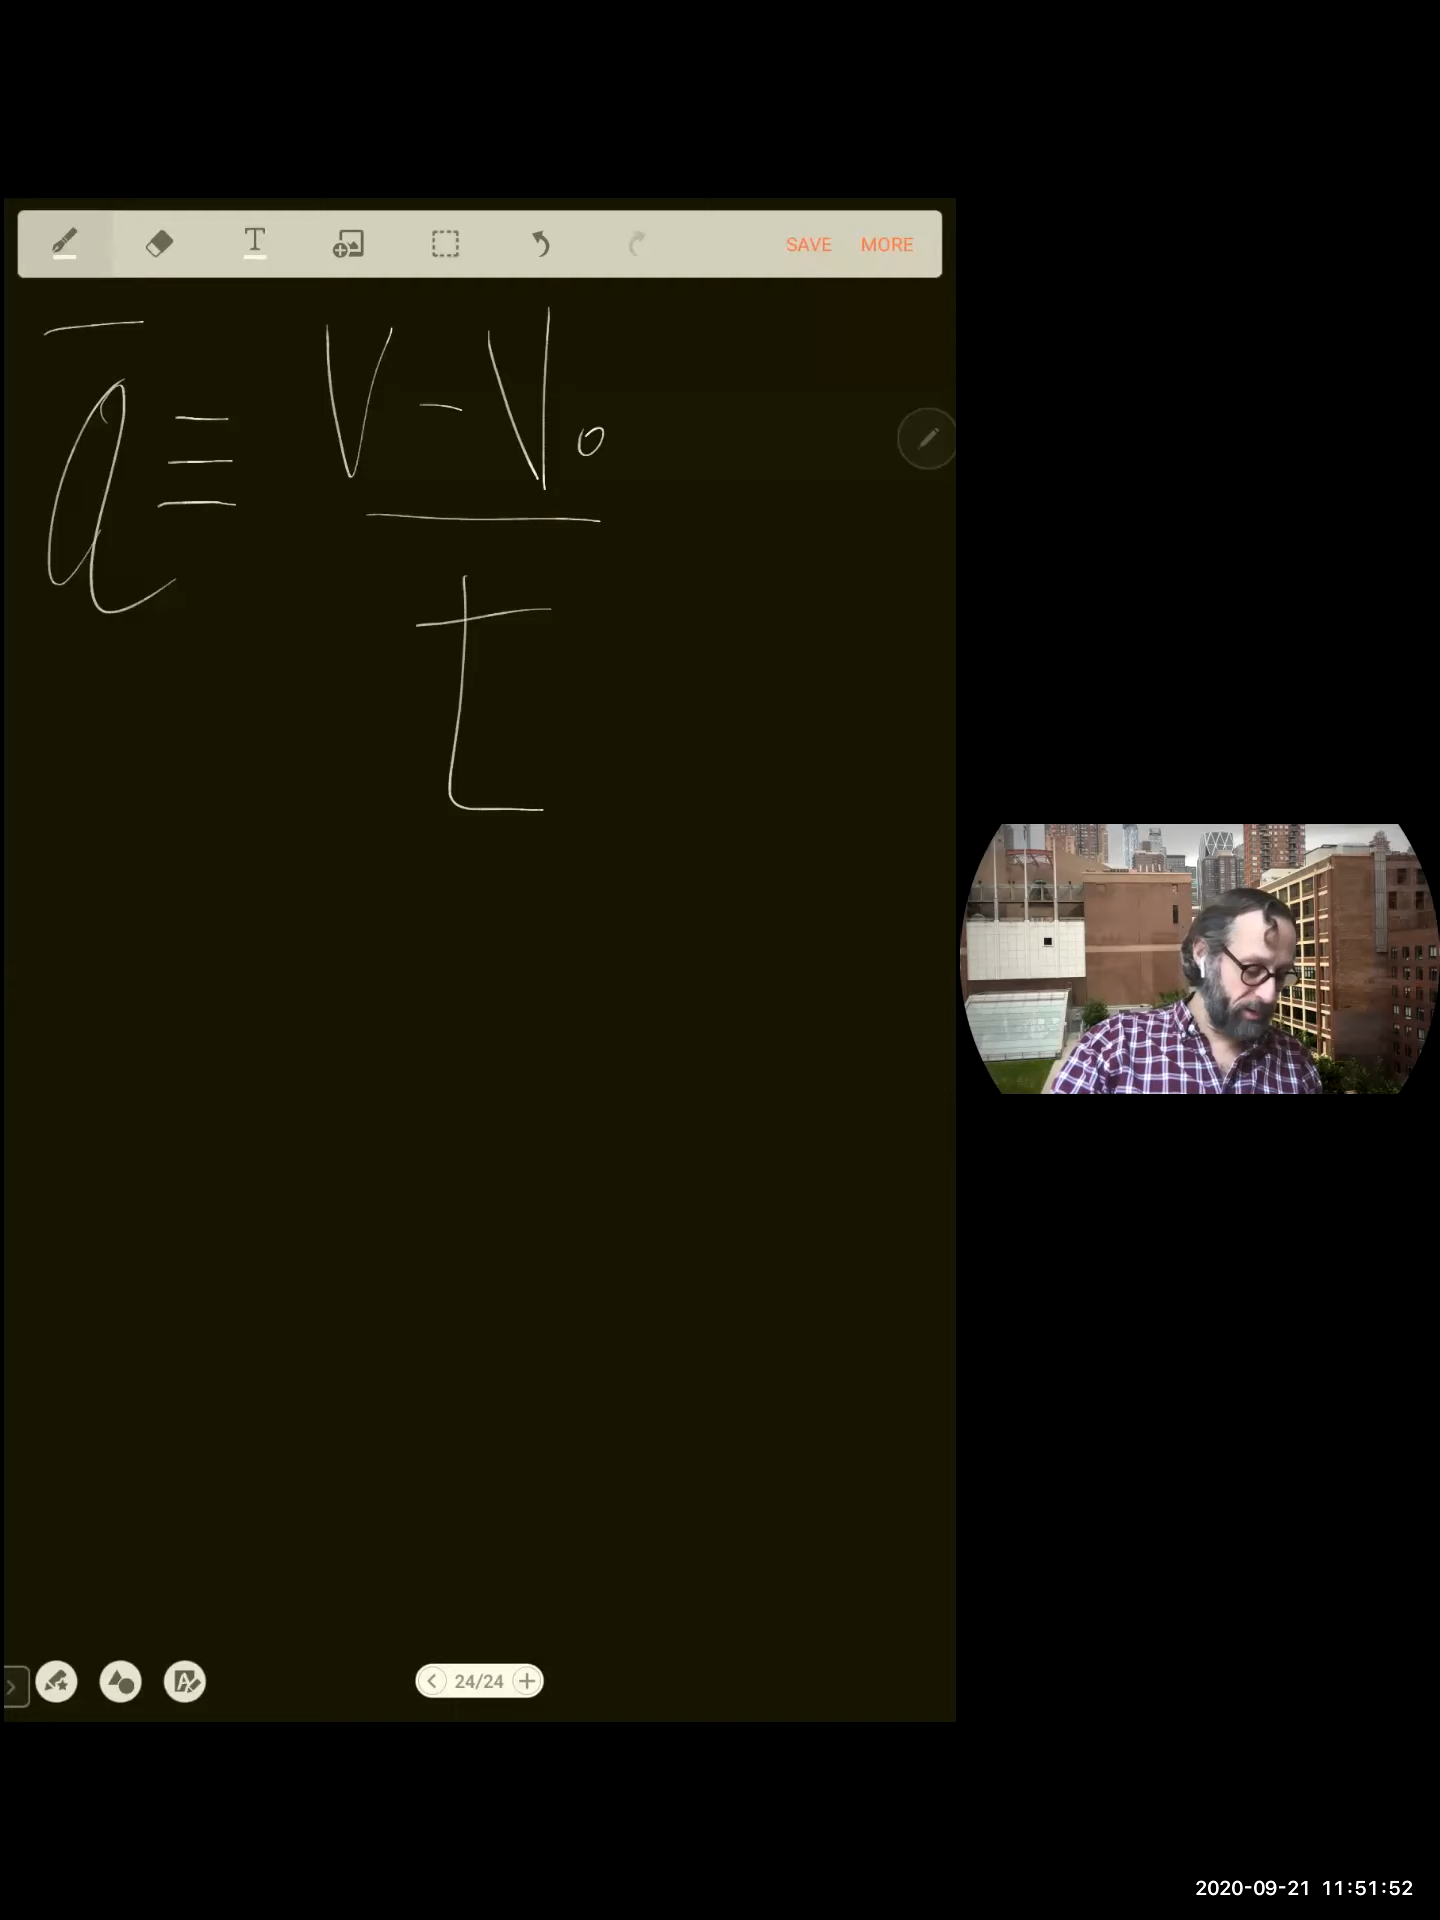 T SAVE MORE
a̅ ≡ (V - V₀) / t
A
24/24
2020-09-21 11:51:52